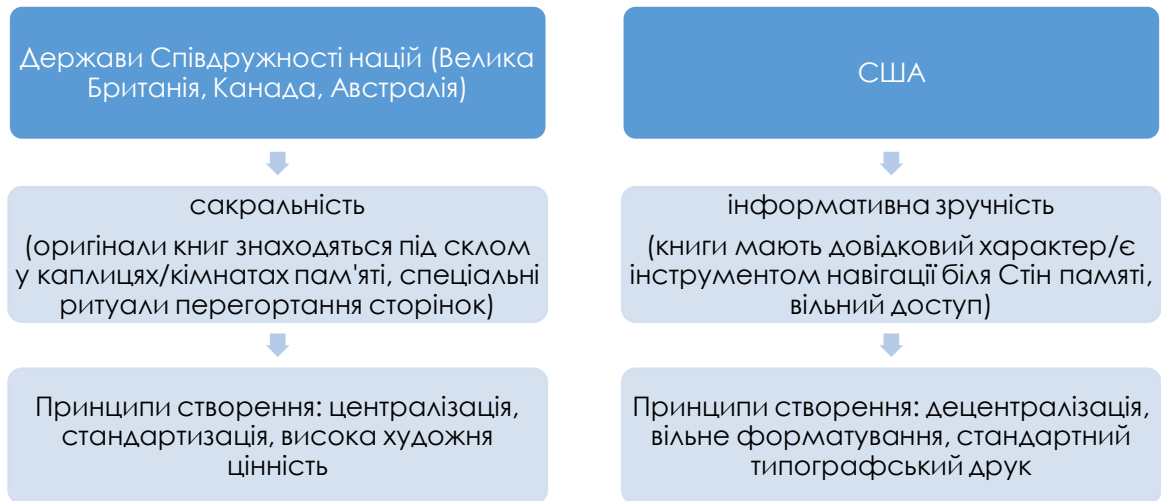 Держави Співдружності націй (Велика
Британія, Канада, Австралія)
сакральність
(оригінали книг знаходяться під склом
у каплицях/кімнатах пам'яті, спеціальні
ритуали перегортання сторінок)
Принципи створення: централізація,
стандартизація, висока художня
цінність
США
інформативна зручність
(книги мають довідковий характер/є
інструментом навігації біля Стін памяті,
вільний доступ)
Принципи створення: децентралізація,
вільне форматування, стандартний
типографський друк